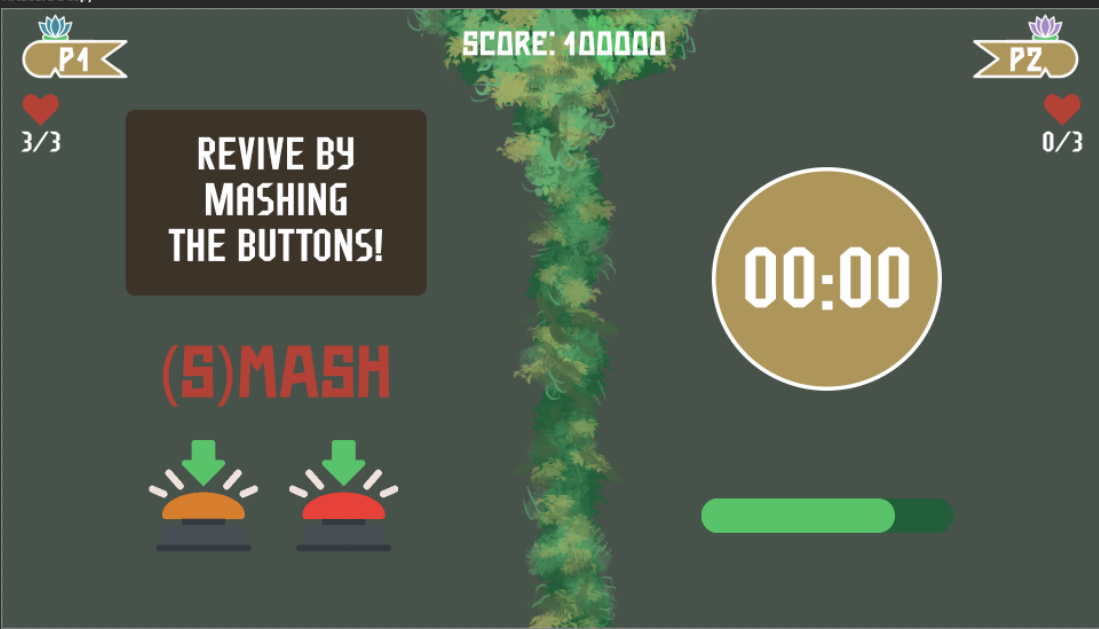 P1
SCORE: 100000
P2
3/3
0/3
REVIVE BY
MASHING
THE BUTTONS!
00:00
(S)MASH